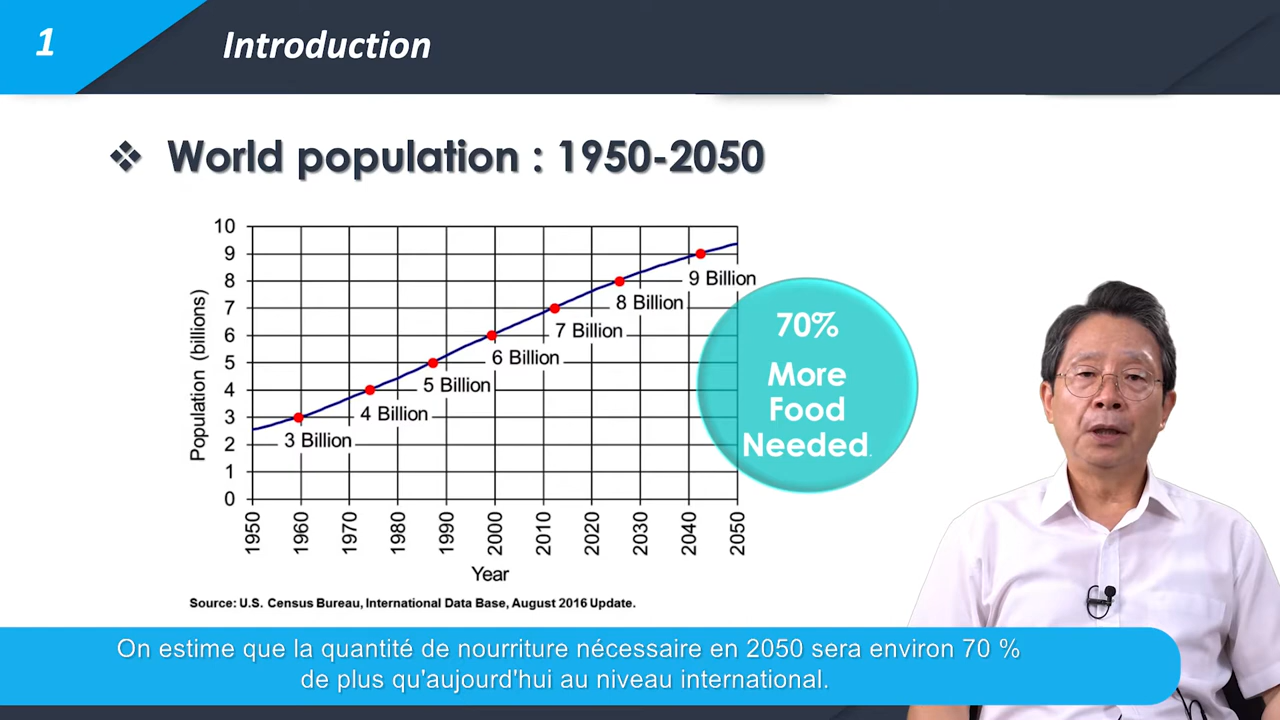 1
Introduction
❖ World population : 1950-2050
Population (billions)
10
9
8
7
6
5
4
3
2
1
0
3 Billion
4 Billion
5 Billion
6 Billion
7 Billion
8 Billion
9 Billion
1950
1960
1970
1980
1990
2000
2010
2020
2030
2040
2050
Year
70%
More
Food
Needed.
Source: U.S. Census Bureau, International Data Base, August 2016 Update.
On estime que la quantité de nourriture nécessaire en 2050 sera environ 70 %
de plus qu'aujourd'hui au niveau international.